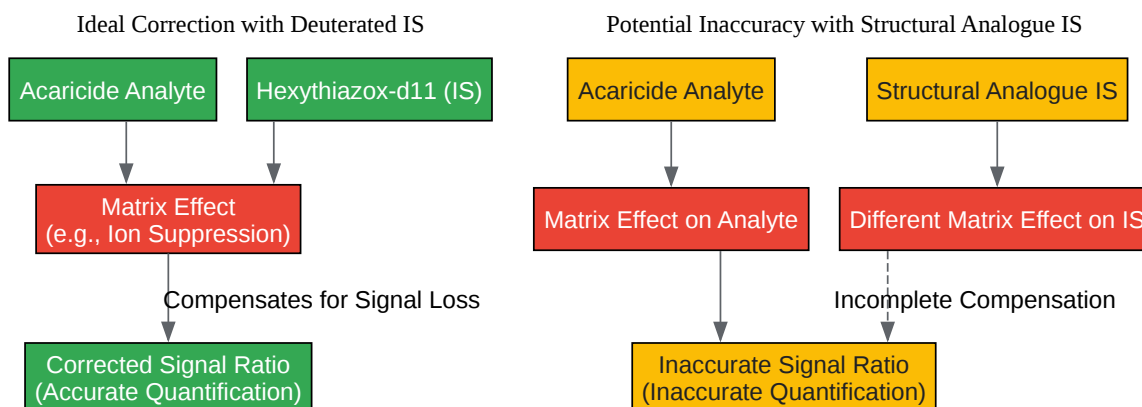 Ideal Correction with Deuterated IS
Acaricide Analyte
Hexythiazox-d11 (IS)
Matrix Effect
(e.g., Ion Suppression)
Compensates for Signal Loss
Corrected Signal Ratio
(Accurate Quantification)
Potential Inaccuracy with Structural Analogue IS
Acaricide Analyte
Structural Analogue IS
Matrix Effect on Analyte
Different Matrix Effect on IS
Incomplete Compensation
Inaccurate Signal Ratio
(Inaccurate Quantification)